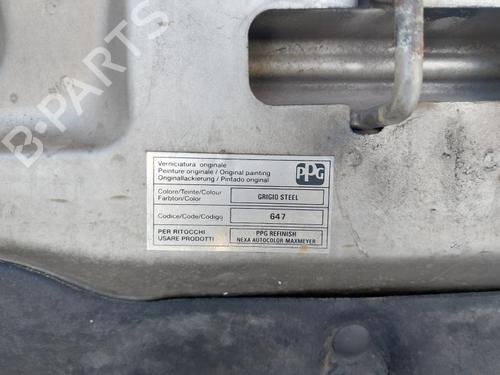 B-PARTS
Verniciatura originale
Peinture originale / Original painting
Originallackierung / Pintado original
PPG
Colore/Teinte/Colour
Farbton/Color
GRIGIO STEEL
Codice/Code/Codigo
647
PER RITOCCHI
USARE PRODOTTI
PPG REFINISH
NEXA AUTOCOLOR MAXMEYER